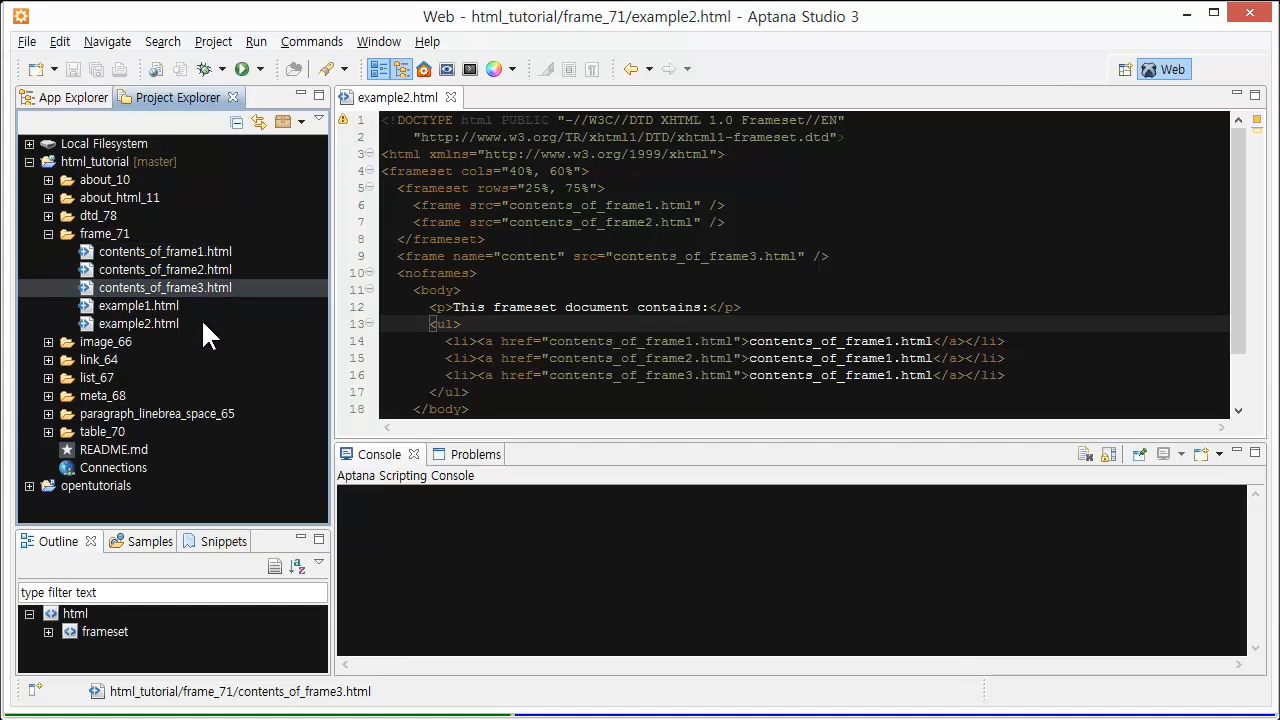 Web - html_tutorial/frame_71/example2.html - Aptana Studio 3
File Edit Navigate Search Project Run Commands Window Help
Web
App Explorer Project Explorer
Local Filesystem
html_tutorial [master]
about_10
about_html_11
dtd_78
frame_71
contents_of_frame1.html
contents_of_frame2.html
contents_of_frame3.html
example1.html
example2.html
image_66
link_64
list_67
meta_68
paragraph_linebrea_space_65
table_70
README.md
Connections
opentutorials
example2.html
1 <!DOCTYPE html PUBLIC "-//W3C//DTD XHTML 1.0 Frameset//EN"
2 "http://www.w3.org/TR/xhtml1/DTD/xhtml1-frameset.dtd">
3 <html xmlns="http://www.w3.org/1999/xhtml">
4 <frameset cols="40%, 60%">
5 <frameset rows="25%, 75%">
6 <frame src="contents_of_frame1.html" />
7 <frame src="contents_of_frame2.html" />
8 </frameset>
9 <frame name="content" src="contents_of_frame3.html" />
10 <noframes>
11 <body>
12 <p>This frameset document contains:</p>
13 <ul>
14 <li><a href="contents_of_frame1.html">contents_of_frame1.html</a></li>
15 <li><a href="contents_of_frame2.html">contents_of_frame1.html</a></li>
16 <li><a href="contents_of_frame3.html">contents_of_frame1.html</a></li>
17 </ul>
18 </body>
Console Problems
Aptana Scripting Console
Outline Samples Snippets
type filter text
html
frameset
html_tutorial/frame_71/contents_of_frame3.html